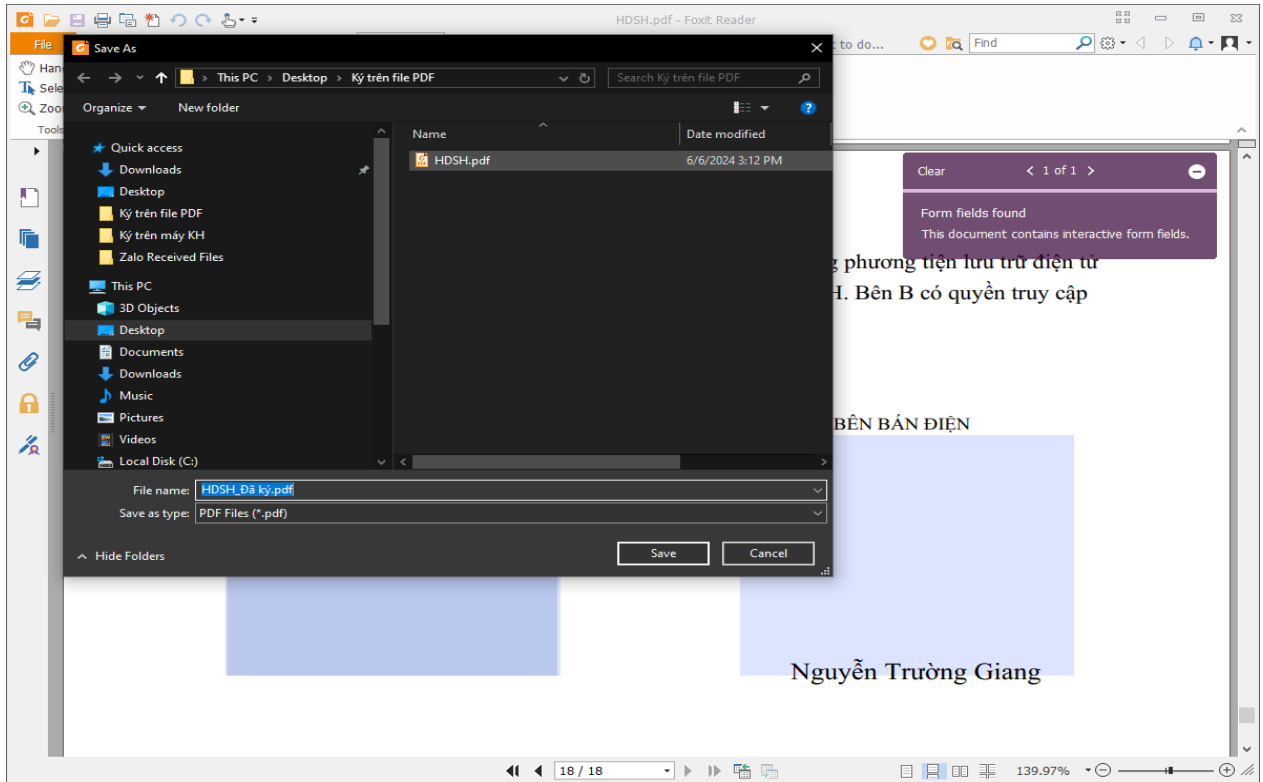 HDSH.pdf - Foxit Reader
File
t to do...
Find
Han
Sele
Zoo
Tools
Save As
This PC > Desktop > Ký trên file PDF
Search Ký trên file PDF
Organize
New folder
Name
Date modified
HDSH.pdf
6/6/2024 3:12 PM
Quick access
Downloads
Desktop
Ký trên file PDF
Ký trên máy KH
Zalo Received Files
This PC
3D Objects
Desktop
Documents
Downloads
Music
Pictures
Videos
Local Disk (C:)
File name: HDSH_Đã ký.pdf
Save as type: PDF Files (*.pdf)
Hide Folders
Save
Cancel
Clear
< 1 of 1 >
Form fields found
This document contains interactive form fields.
g phương tiện lưu trữ điện tử
H. Bên B có quyền truy cập
BÊN BÁN ĐIỆN
Nguyễn Trường Giang
18 / 18
139.97%